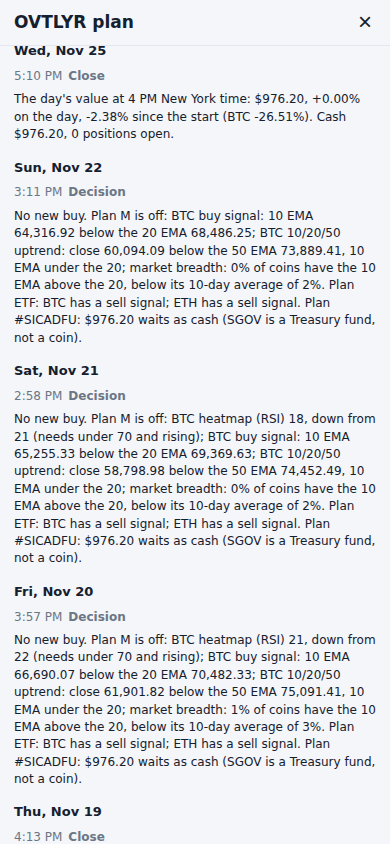 OVTLYR plan
Wed, Nov 25
5:10 PM Close
The day's value at 4 PM New York time: $976.20, +0.00%
on the day, -2.38% since the start (BTC -26.51%). Cash
$976.20, 0 positions open.
Sun, Nov 22
3:11 PM Decision
No new buy. Plan M is off: BTC buy signal: 10 EMA
64,316.92 below the 20 EMA 68,486.25; BTC 10/20/50
uptrend: close 60,094.09 below the 50 EMA 73,889.41, 10
EMA under the 20; market breadth: 0% of coins have the 10
EMA above the 20, below its 10-day average of 2%. Plan
ETF: BTC has a sell signal; ETH has a sell signal. Plan
#SICADFU: $976.20 waits as cash (SGOV is a Treasury fund,
not a coin).
Sat, Nov 21
2:58 PM Decision
No new buy. Plan M is off: BTC heatmap (RSI) 18, down from
21 (needs under 70 and rising); BTC buy signal: 10 EMA
65,255.33 below the 20 EMA 69,369.63; BTC 10/20/50
uptrend: close 58,798.98 below the 50 EMA 74,452.49, 10
EMA under the 20; market breadth: 0% of coins have the 10
EMA above the 20, below its 10-day average of 2%. Plan
ETF: BTC has a sell signal; ETH has a sell signal. Plan
#SICADFU: $976.20 waits as cash (SGOV is a Treasury fund,
not a coin).
Fri, Nov 20
3:57 PM Decision
No new buy. Plan M is off: BTC heatmap (RSI) 21, down from
22 (needs under 70 and rising); BTC buy signal: 10 EMA
66,690.07 below the 20 EMA 70,482.33; BTC 10/20/50
uptrend: close 61,901.82 below the 50 EMA 75,091.41, 10
EMA under the 20; market breadth: 1% of coins have the 10
EMA above the 20, below its 10-day average of 3%. Plan
ETF: BTC has a sell signal; ETH has a sell signal. Plan
#SICADFU: $976.20 waits as cash (SGOV is a Treasury fund,
not a coin).
Thu, Nov 19
4:13 PM Close